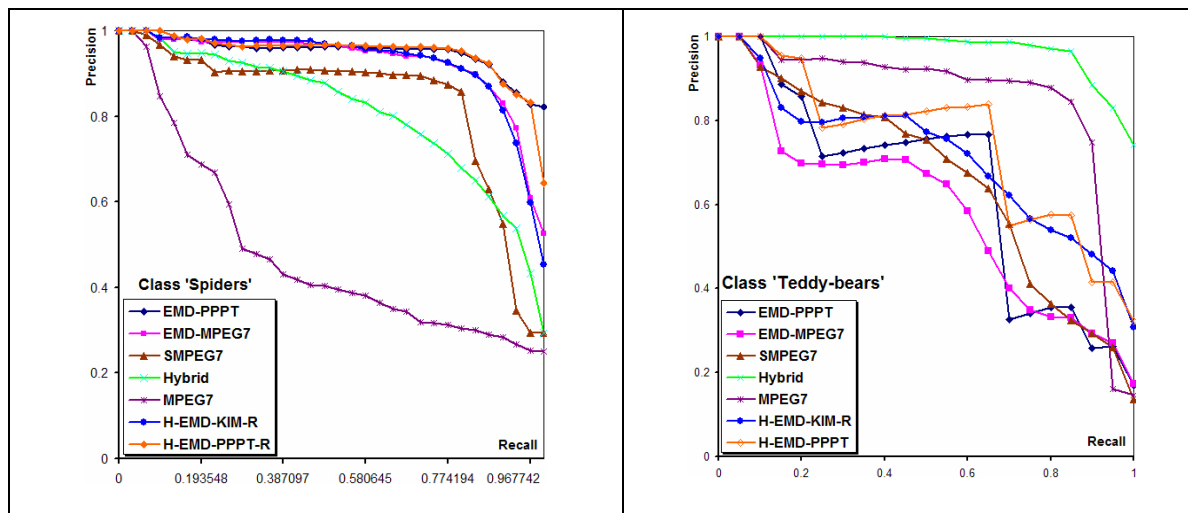 Precision
1
0.8
0.6
0.4
0.2
0
Class 'Spiders'
EMD-PPPT
EMD-MPEG7
SMPEG7
Hybrid
MPEG7
H-EMD-KIM-R
H-EMD-PPPT-R
Recall
0 0.193548 0.387097 0.580645 0.774194 0.967742
Precision
1
0.8
0.6
0.4
0.2
0
Class 'Teddy-bears'
EMD-PPPT
EMD-MPEG7
SMPEG7
Hybrid
MPEG7
H-EMD-KIM-R
H-EMD-PPPT
Recall
0 0.2 0.4 0.6 0.8 1